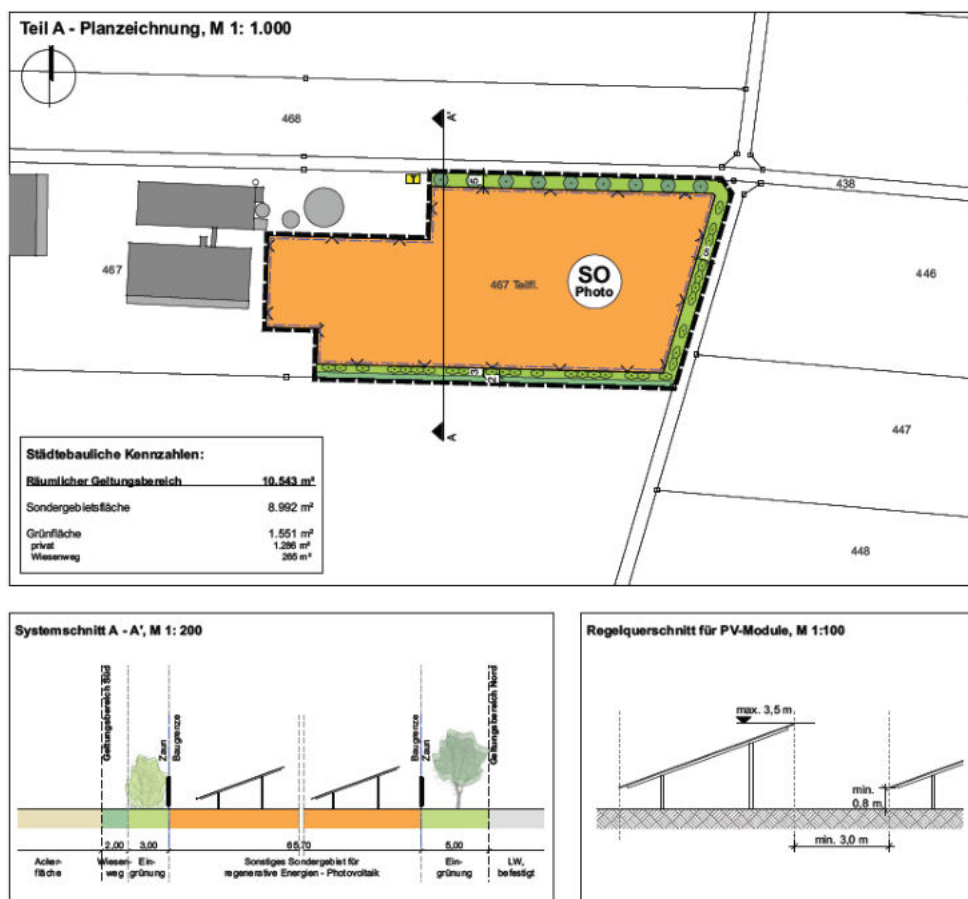 Teil A - Planzeichnung, M 1: 1.000
468
A'
T
5
438
467
467 Teilfl.
SO
Photo
5
446
3
2
A
447
448
Städtebauliche Kennzahlen:
Räumlicher Geltungsbereich 10.543 m²
Sondergebietsfläche 8.992 m²
Grünfläche 1.551 m²
privat 1.286 m²
Wiesenweg 265 m²
Systemschnitt A - A', M 1: 200
Geltungsbereich Süd
Zaun
Baugrenze
Baugrenze
Zaun
Geltungsbereich Nord
2,00 3,00 65,70 5,00
Acker-
fläche
Wiesen-
weg
Ein-
grünung
Sonstiges Sondergebiet für
regenerative Energien - Photovoltaik
Ein-
grünung
LW,
befestigt
Regelquerschnitt für PV-Module, M 1:100
max. 3,5 m
min.
0,8 m
min. 3,0 m